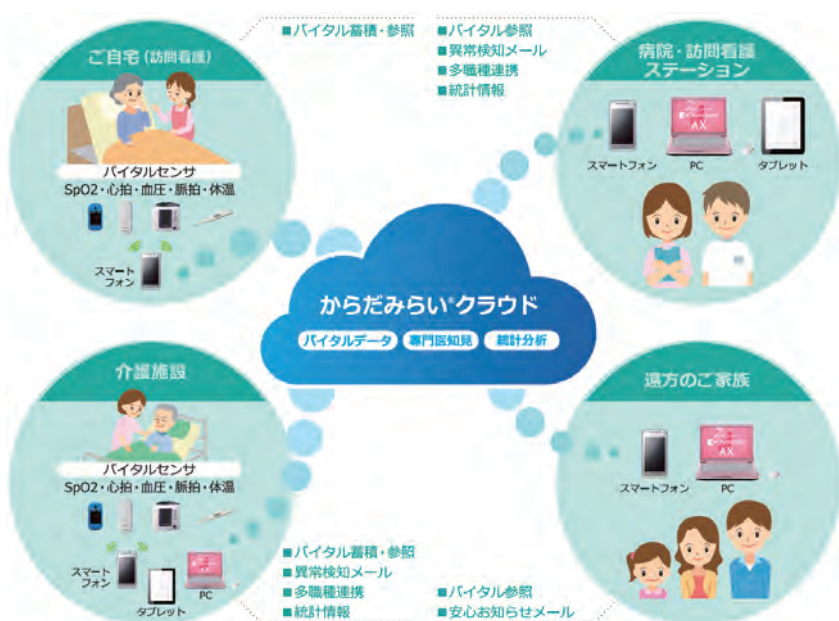 ご自宅（訪問看護）
バイタルセンサ
SpO2・心拍・血圧・脈拍・体温
スマート
フォン
■バイタル蓄積・参照
■バイタル参照
■異常検知メール
■多職種連携
■統計情報
病院・訪問看護
ステーション
AX
スマートフォン
PC
タブレット
からだみらい®クラウド
バイタルデータ
専門医知見
統計分析
介護施設
バイタルセンサ
SpO2・心拍・血圧・脈拍・体温
スマート
フォン
タブレット
PC
■バイタル蓄積・参照
■異常検知メール
■多職種連携
■統計情報
遠方のご家族
AX
スマートフォン
PC
■バイタル参照
■安心お知らせメール